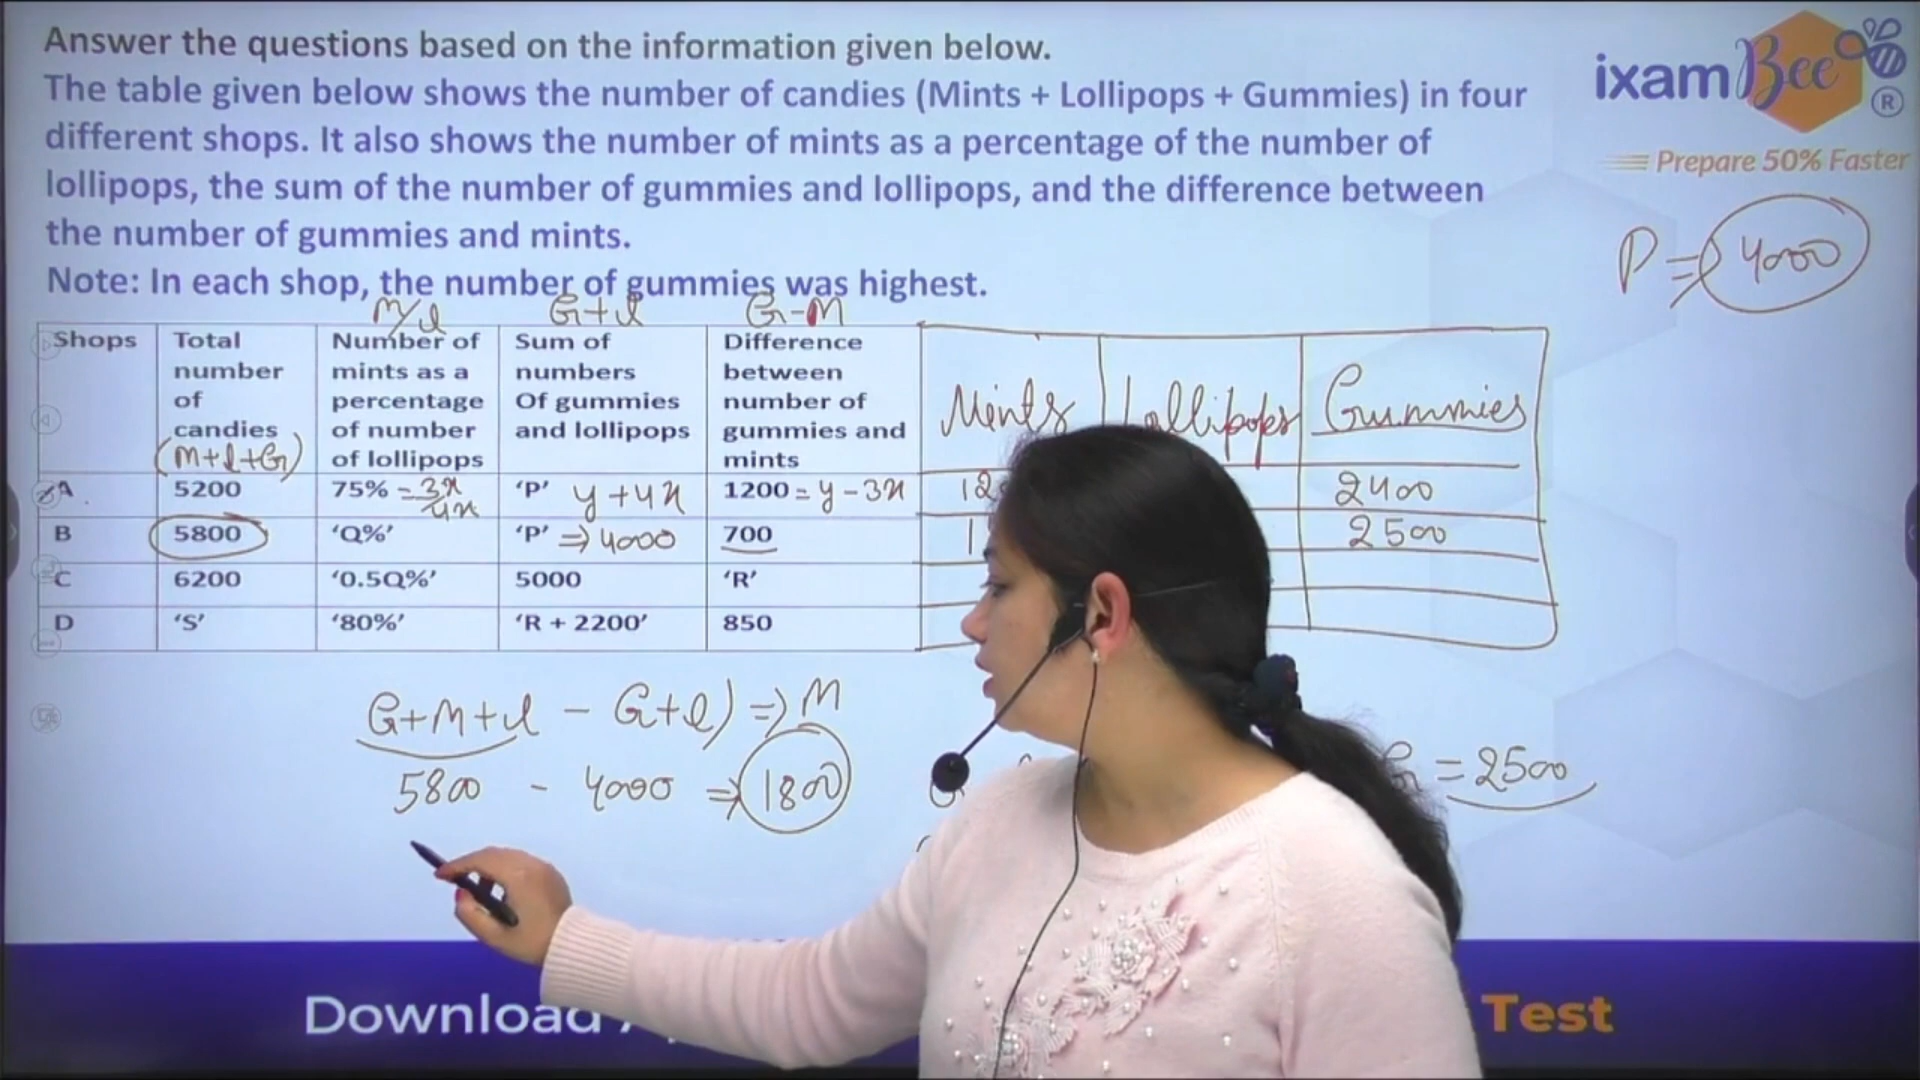 Answer the questions based on the information given below.
The table given below shows the number of candies (Mints + Lollipops + Gummies) in four
different shops. It also shows the number of mints as a percentage of the number of
lollipops, the sum of the number of gummies and lollipops, and the difference between
the number of gummies and mints.
Note: In each shop, the number of gummies was highest.
ixamBee ®
Prepare 50% Faster
P ⇒ 4000
M/l G+l G-M
Shops Total number of candies (M+l+G) Number of mints as a percentage of number of lollipops Sum of numbers Of gummies and lollipops Difference between number of gummies and mints Mints Lollipops Gummies
A 5200 75% = 3x/4x 'P' y + 4x 1200 = y - 3x 12 2400
B 5800 'Q%' 'P' ⇒ 4000 700 1 2500
C 6200 '0.5Q%' 5000 'R'
D 'S' '80%' 'R + 2200' 850
G+M+l - G+l) ⇒ M
5800 - 4000 ⇒ 1800
G = 2500
Download Test